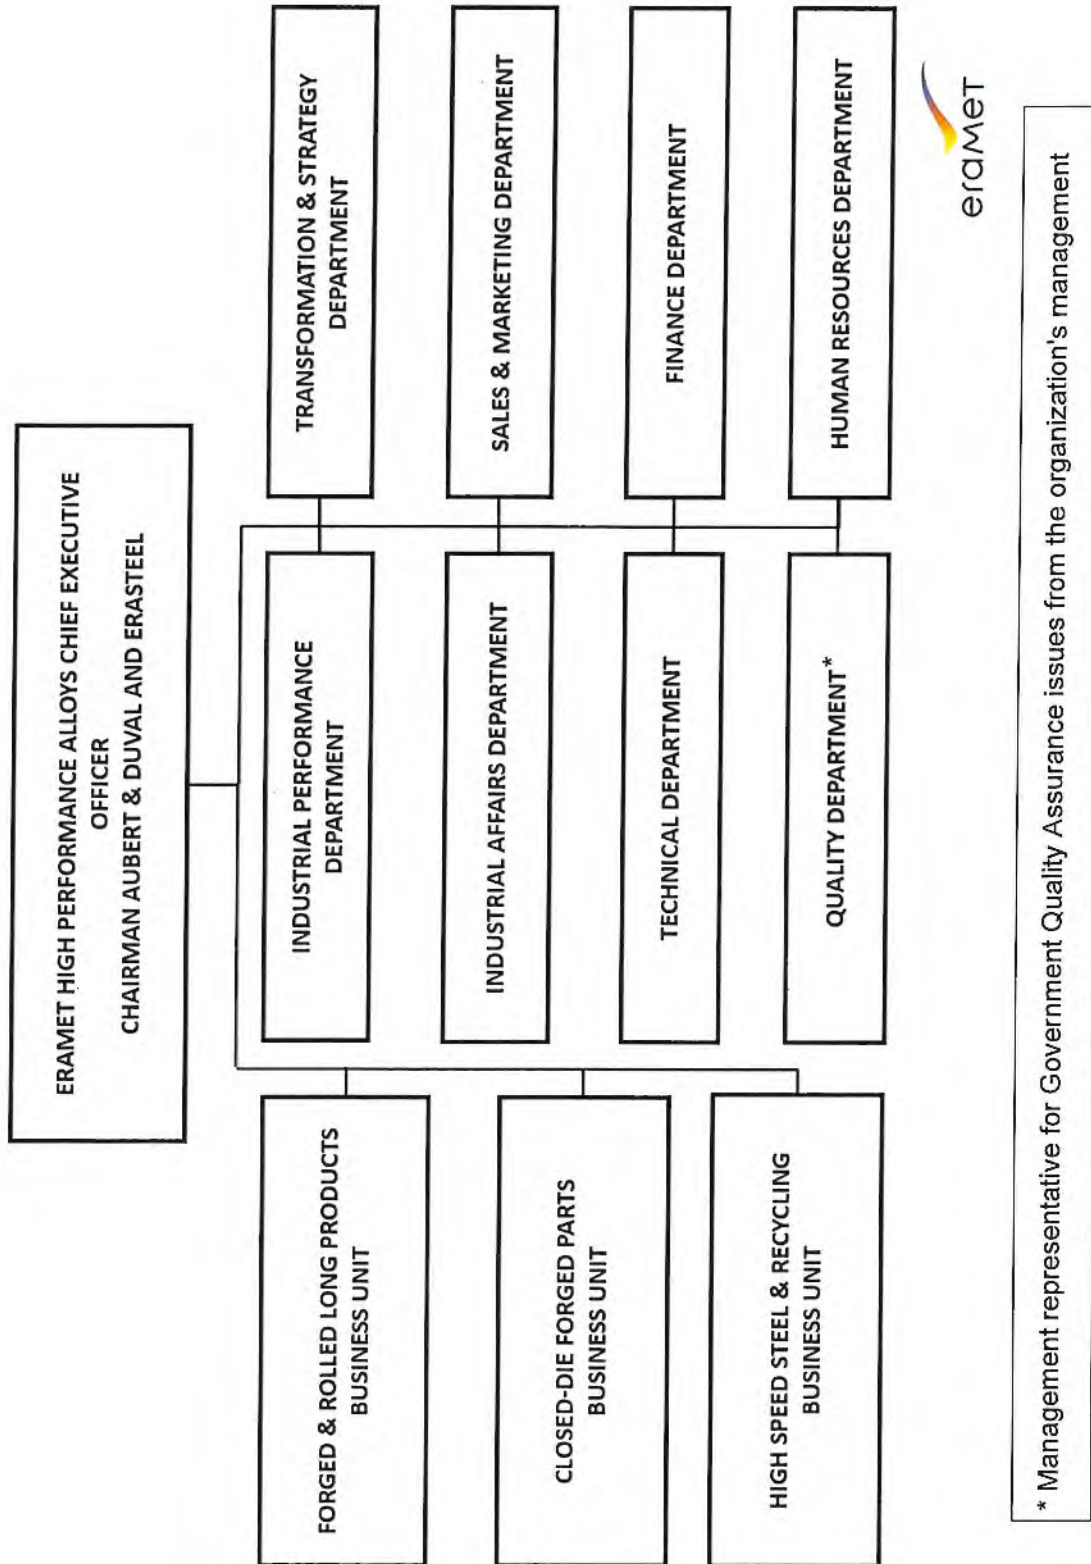 ERAMET HIGH PERFORMANCE ALLOYS CHIEF EXECUTIVE
OFFICER
CHAIRMAN AUBERT & DUVAL AND ERASTEEL
FORGED & ROLLED LONG PRODUCTS
BUSINESS UNIT
CLOSED-DIE FORGED PARTS
BUSINESS UNIT
HIGH SPEED STEEL & RECYCLING
BUSINESS UNIT
INDUSTRIAL PERFORMANCE
DEPARTMENT
INDUSTRIAL AFFAIRS DEPARTMENT
TECHNICAL DEPARTMENT
QUALITY DEPARTMENT*
TRANSFORMATION & STRATEGY
DEPARTMENT
SALES & MARKETING DEPARTMENT
FINANCE DEPARTMENT
HUMAN RESOURCES DEPARTMENT
eraMeT
* Management representative for Government Quality Assurance issues from the organization's management